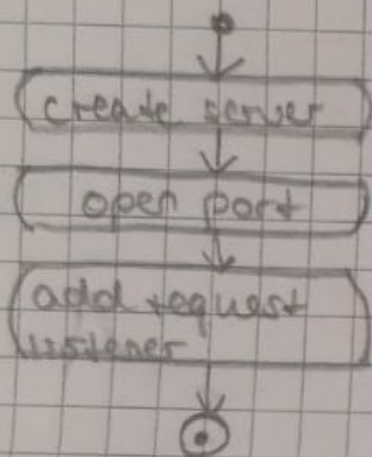 create server
open port
add request
listener